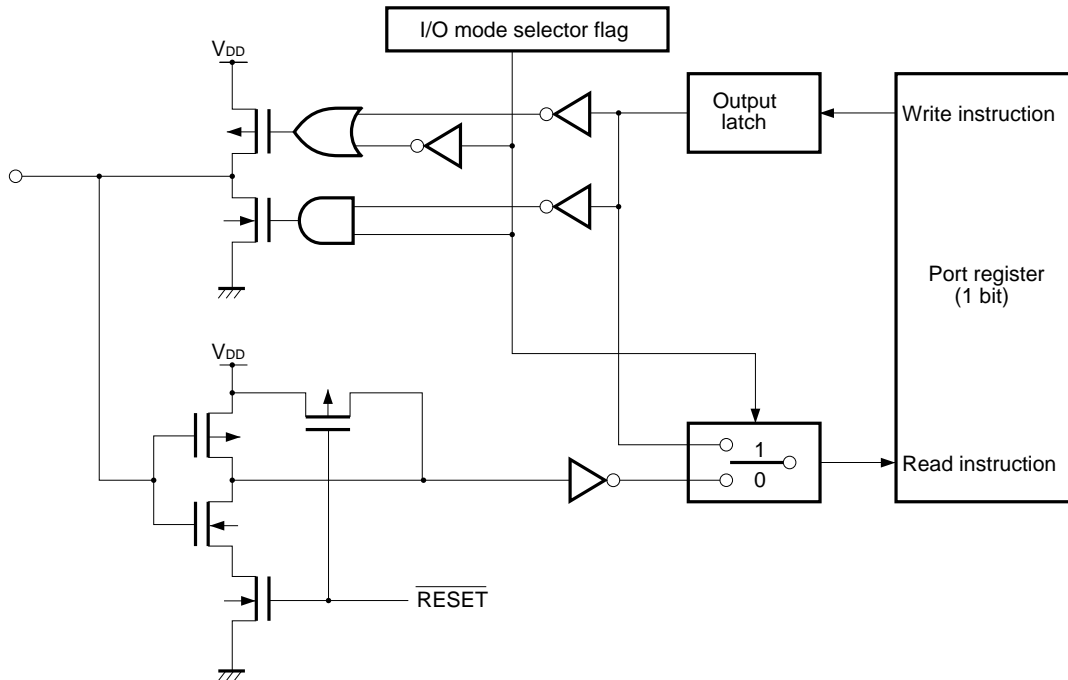 I/O mode selector flag
VDD
Output
latch
Write instruction
Port register
(1 bit)
VDD
1
0
Read instruction
RESET